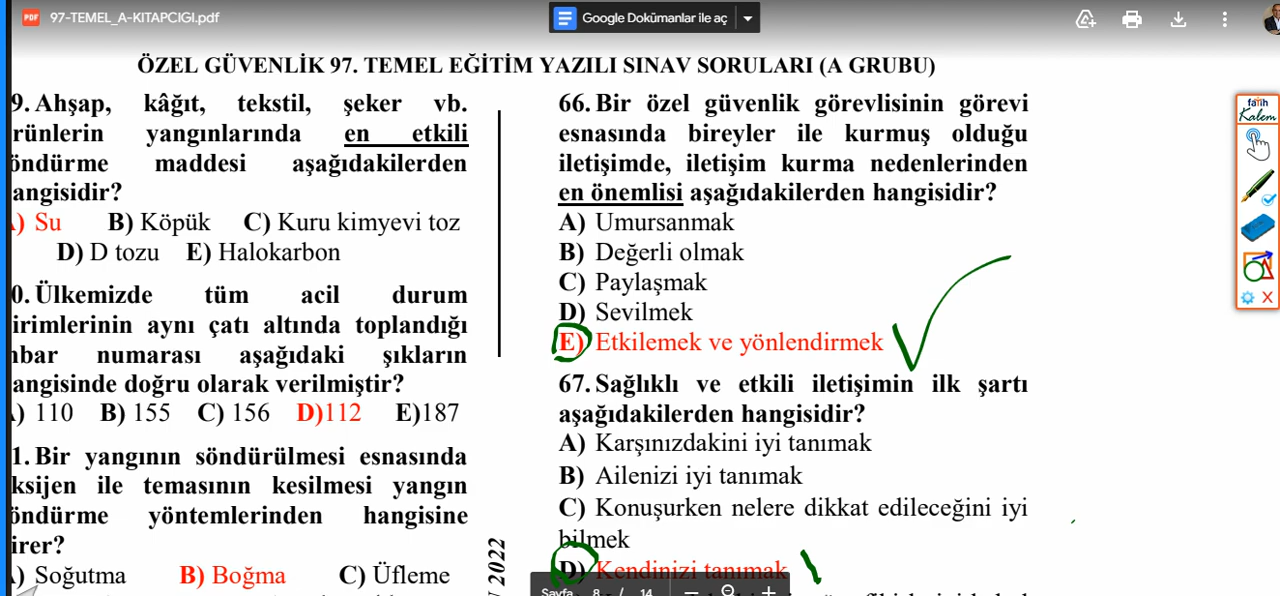 97-TEMEL_A-KITAPCIGI.pdf
Google Dokümanlar ile aç
ÖZEL GÜVENLİK 97. TEMEL EĞİTİM YAZILI SINAV SORULARI (A GRUBU)
9. Ahşap, kâğıt, tekstil, şeker vb.
rünlerin yangınlarında en etkili
öndürme maddesi aşağıdakilerden
angisidir?
) Su B) Köpük C) Kuru kimyevi toz
D) D tozu E) Halokarbon
0. Ülkemizde tüm acil durum
irimlerinin aynı çatı altında toplandığı
hbar numarası aşağıdaki şıkların
angisinde doğru olarak verilmiştir?
) 110 B) 155 C) 156 D)112 E)187
1. Bir yangının söndürülmesi esnasında
ksijen ile temasının kesilmesi yangın
öndürme yöntemlerinden hangisine
irer?
) Soğutma B) Boğma C) Üfleme
2022
66. Bir özel güvenlik görevlisinin görevi
esnasında bireyler ile kurmuş olduğu
iletişimde, iletişim kurma nedenlerinden
en önemlisi aşağıdakilerden hangisidir?
A) Umursanmak
B) Değerli olmak
C) Paylaşmak
D) Sevilmek
E) Etkilemek ve yönlendirmek
67. Sağlıklı ve etkili iletişimin ilk şartı
aşağıdakilerden hangisidir?
A) Karşınızdakini iyi tanımak
B) Ailenizi iyi tanımak
C) Konuşurken nelere dikkat edileceğini iyi
bilmek
D) Kendinizi tanımak
Sayfa 8 / 14
fatih
Kalem